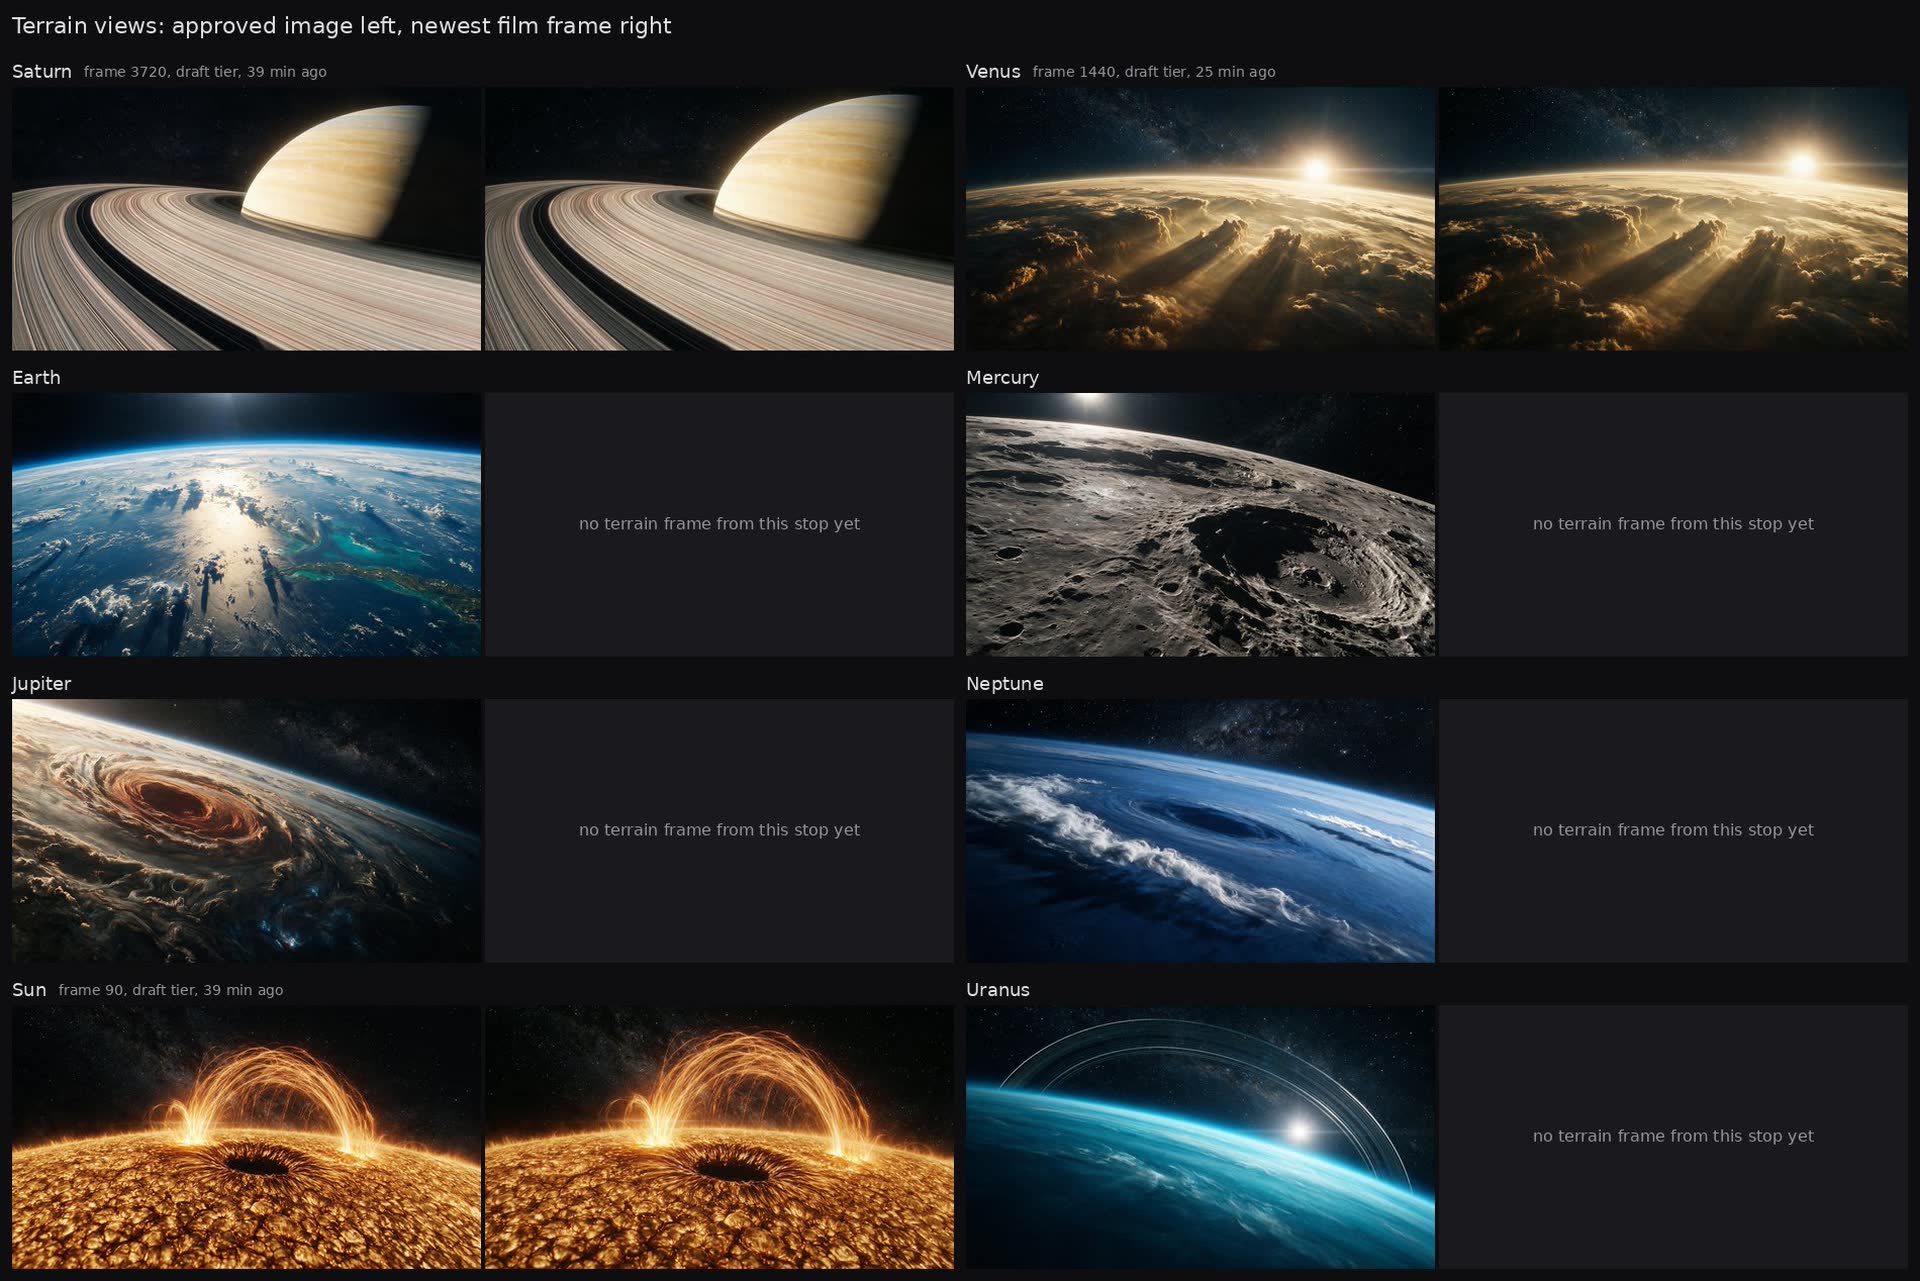 Terrain views: approved image left, newest film frame right
Saturn frame 3720, draft tier, 39 min ago
Venus frame 1440, draft tier, 25 min ago
Earth
no terrain frame from this stop yet
Mercury
no terrain frame from this stop yet
Jupiter
no terrain frame from this stop yet
Neptune
no terrain frame from this stop yet
Sun frame 90, draft tier, 39 min ago
Uranus
no terrain frame from this stop yet